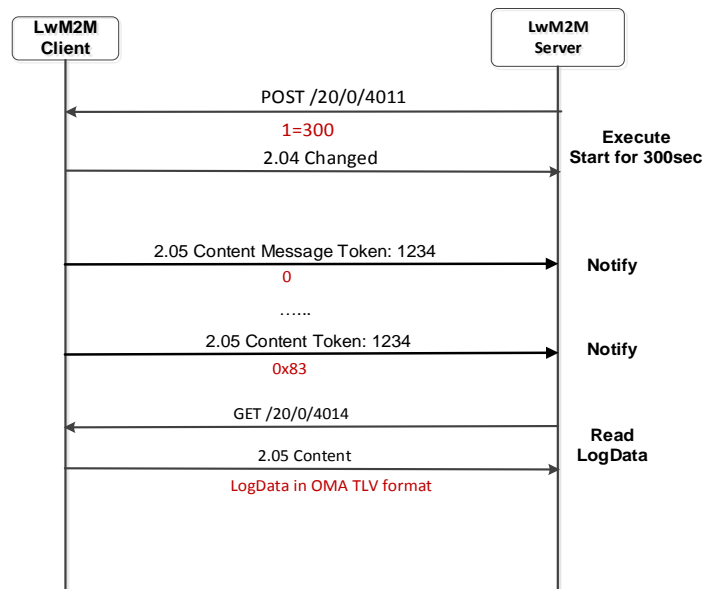 LwM2M
Client
LwM2M
Server
POST /20/0/4011
1=300
Execute
Start for 300sec
2.04 Changed
2.05 Content Message Token: 1234
0
Notify
......
2.05 Content Token: 1234
0x83
Notify
GET /20/0/4014
Read
LogData
2.05 Content
LogData in OMA TLV format